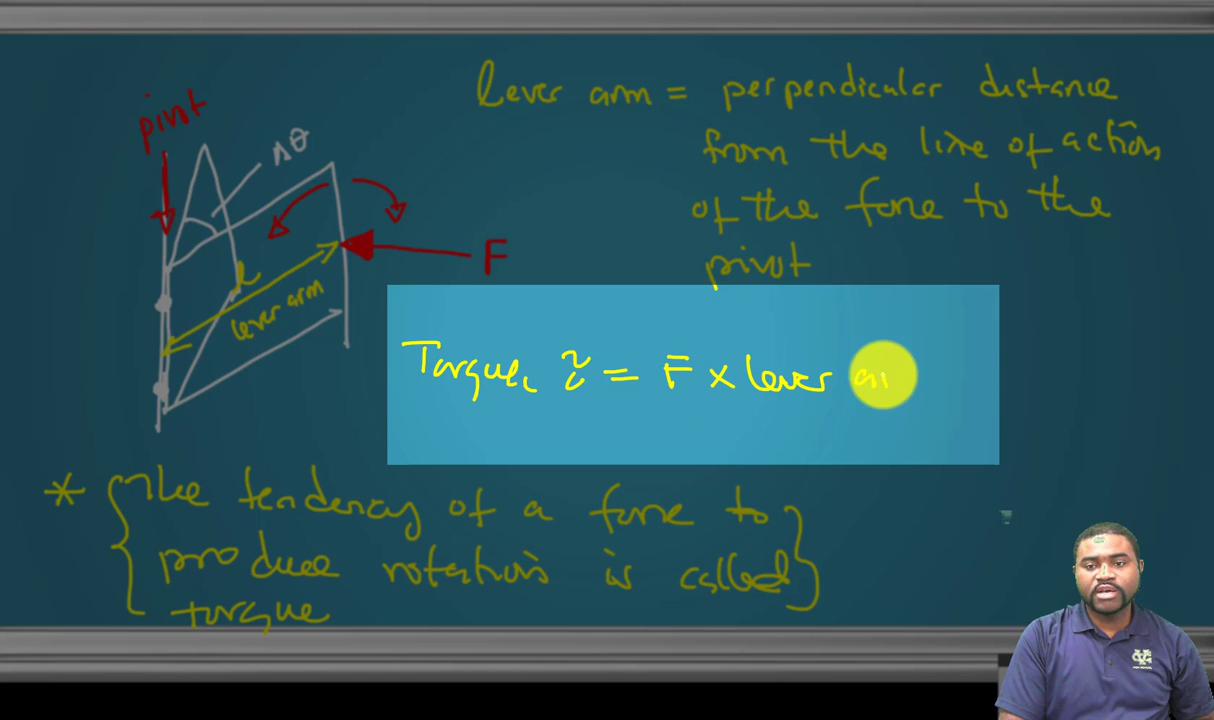 pivot
Δθ
l
lever arm
F
lever arm = perpendicular distance
from the line of action
of the force to the
pivot
Torque, τ = F × lever
* {The tendency of a force to
produce rotation is called}
torque